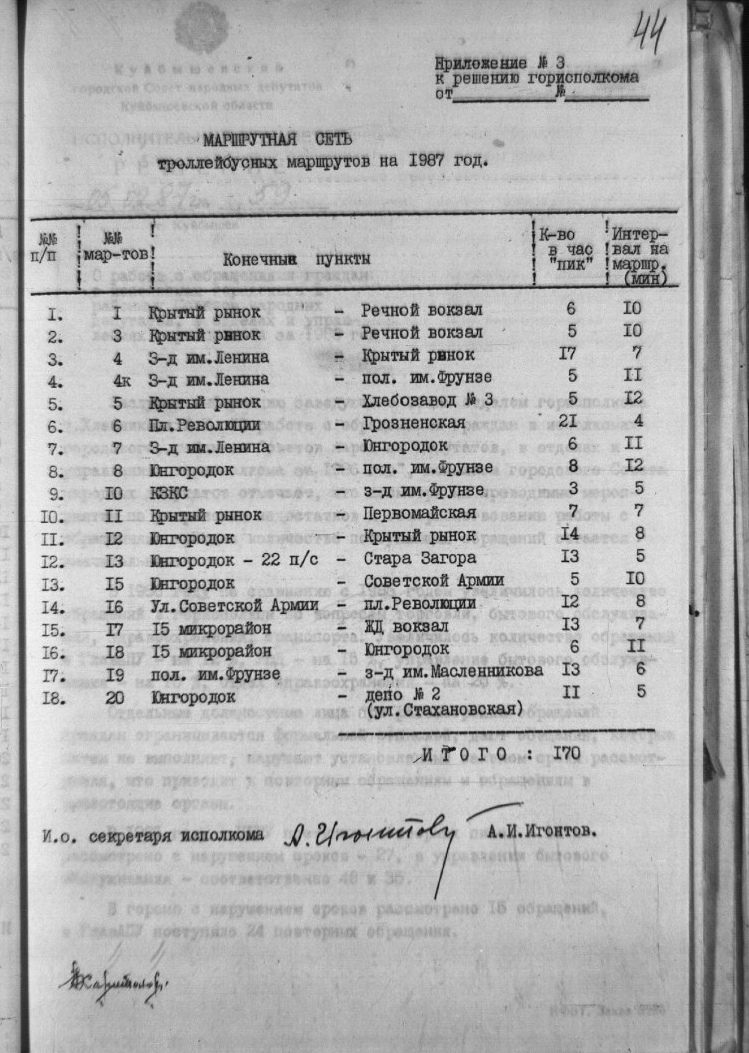 44
Приложение № 3
к решению горисполкома
от №
МАРШРУТНАЯ СЕТЬ
троллейбусных маршрутов на 1987 год.
№№ п/п ! №№ мар-тов ! Конечные пункты ! К-во в час "пик" ! Интервал на маршр. (мин)
1. 1 Крытый рынок - Речной вокзал 6 10
2. 3 Крытый рынок - Речной вокзал 5 10
3. 4 З-д им.Ленина - Крытый рынок 17 7
4. 4к З-д им.Ленина - пол. им.Фрунзе 5 11
5. 5 Крытый рынок - Хлебозавод № 3 5 12
6. 6 Пл.Революции - Грозненская 21 4
7. 7 З-д им.Ленина - Юнгородок 6 11
8. 8 Юнгородок - пол. им.Фрунзе 8 12
9. 10 КЗКС - з-д им.Фрунзе 3 5
10. 11 Крытый рынок - Первомайская 7 7
11. 12 Юнгородок - Крытый рынок 14 8
12. 13 Юнгородок - 22 п/с - Стара Загора 13 5
13. 15 Юнгородок - Советской Армии 5 10
14. 16 Ул.Советской Армии - пл.Революции 12 8
15. 17 15 микрорайон - ЖД вокзал 13 7
16. 18 15 микрорайон - Юнгородок 6 11
17. 19 пол. им.Фрунзе - з-д им.Масленникова 13 6
18. 20 Юнгородок - депо № 2 11 5
(ул.Стахановская)
ИТОГО : 170
И.о. секретаря исполкома А.И.Игонтов.